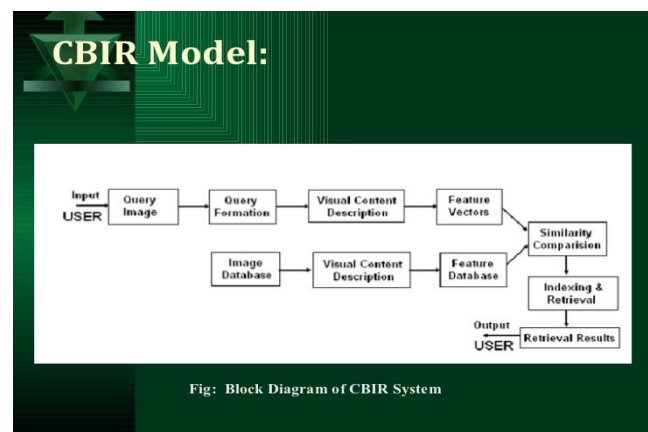 CBIR Model:
Input
USER
Query
Image
Query
Formation
Visual Content
Description
Feature
Vectors
Image
Database
Visual Content
Description
Feature
Database
Similarity
Comparision
Indexing &
Retrieval
Retrieval Results
Output
USER
Fig: Block Diagram of CBIR System